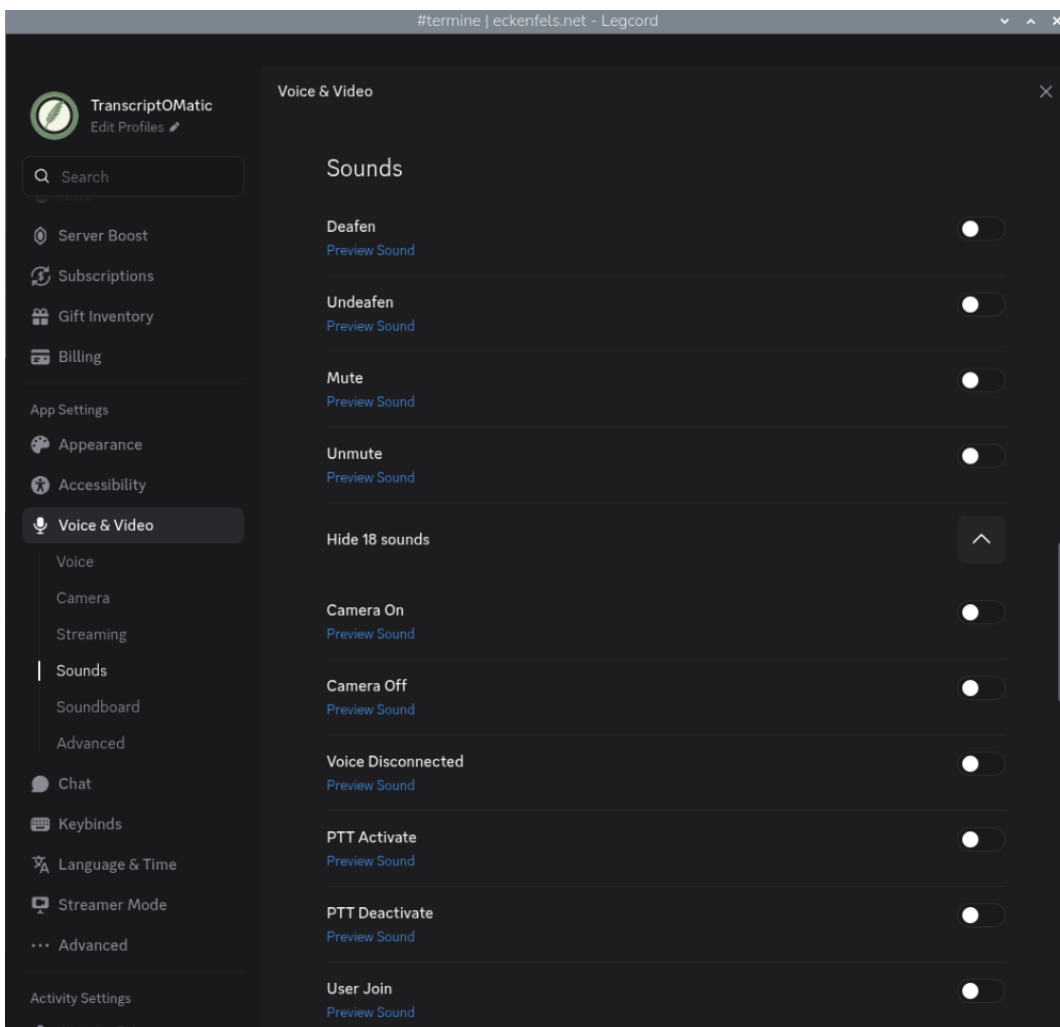 #termine | eckenfels.net - Legcord
TranscriptOMatic
Edit Profiles
Search
Server Boost
Subscriptions
Gift Inventory
Billing
App Settings
Appearance
Accessibility
Voice & Video
Voice
Camera
Streaming
Sounds
Soundboard
Advanced
Chat
Keybinds
Language & Time
Streamer Mode
Advanced
Activity Settings
Voice & Video
Sounds
Deafen
Preview Sound
Undeafen
Preview Sound
Mute
Preview Sound
Unmute
Preview Sound
Hide 18 sounds
Camera On
Preview Sound
Camera Off
Preview Sound
Voice Disconnected
Preview Sound
PTT Activate
Preview Sound
PTT Deactivate
Preview Sound
User Join
Preview Sound